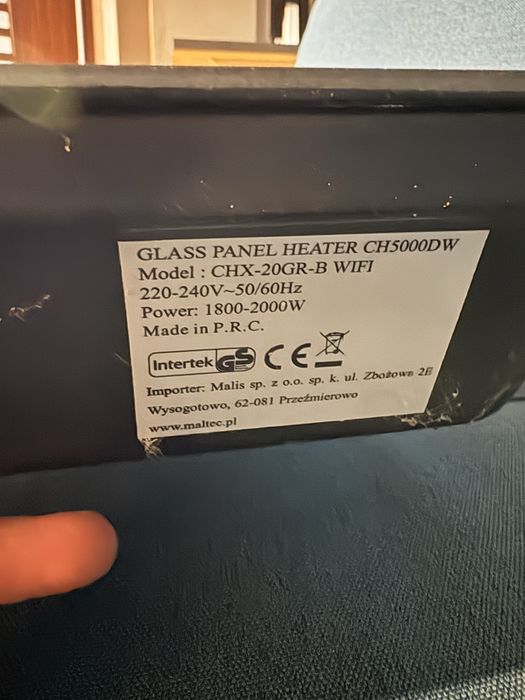 GLASS PANEL HEATER CH5000DW
Model : CHX-20GR-B WIFI
220-240V~50/60Hz
Power: 1800-2000W
Made in P.R.C.
Intertek GS CE
Importer: Malis sp. z o.o. sp. k. ul. Zbożowa 2E
Wysogotowo, 62-081 Przeźmierowo
www.maltec.pl